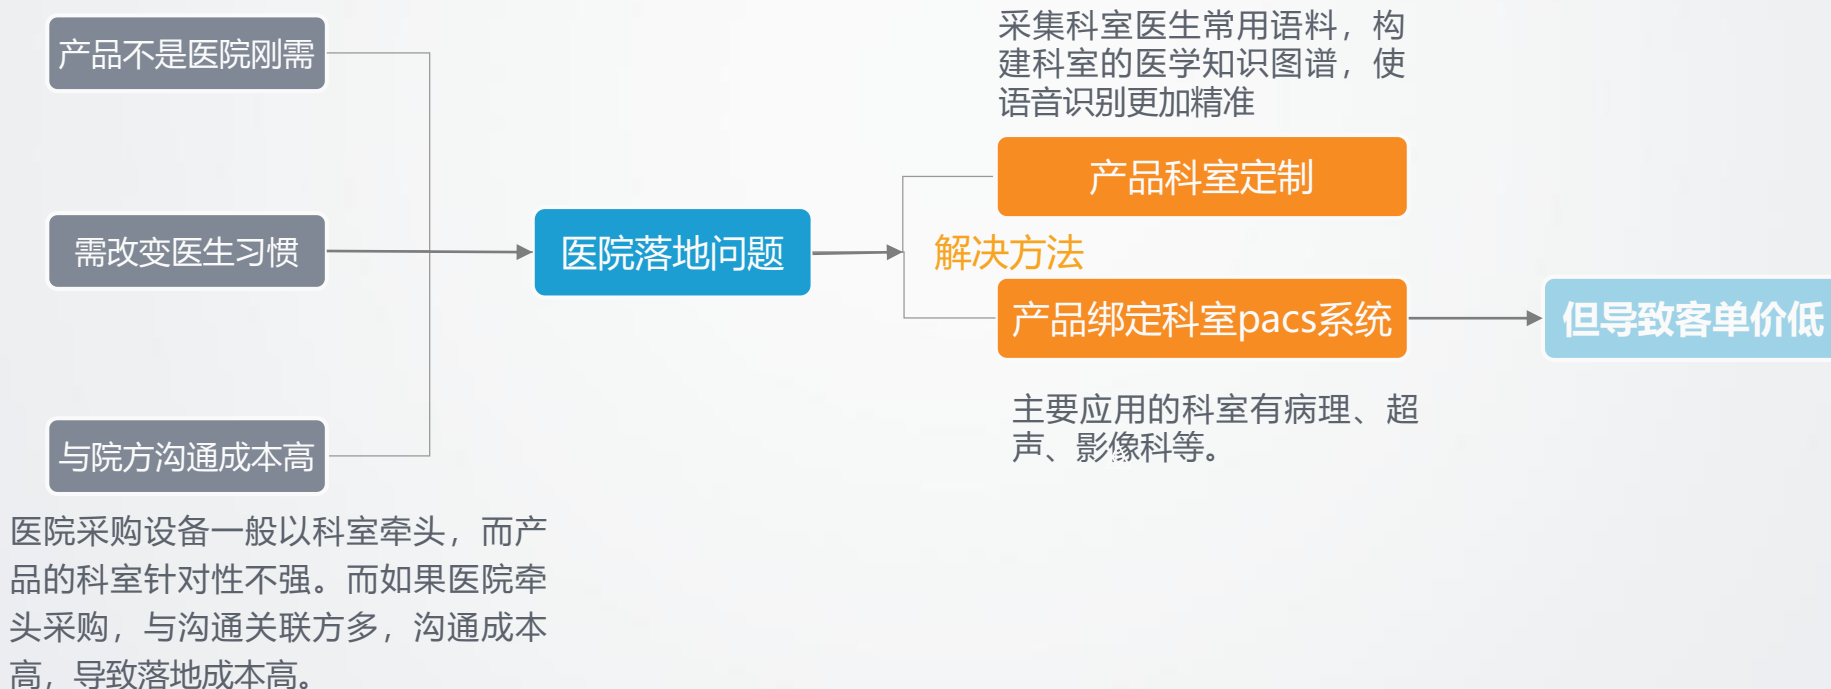 产品不是医院刚需
需改变医生习惯
与院方沟通成本高
医院采购设备一般以科室牵头，而产
品的科室针对性不强。而如果医院牵
头采购，与沟通关联方多，沟通成本
高，导致落地成本高。
医院落地问题
解决方法
采集科室医生常用语料，构
建科室的医学知识图谱，使
语音识别更加精准
产品科室定制
产品绑定科室pacs系统
主要应用的科室有病理、超
声、影像科等。
但导致客单价低